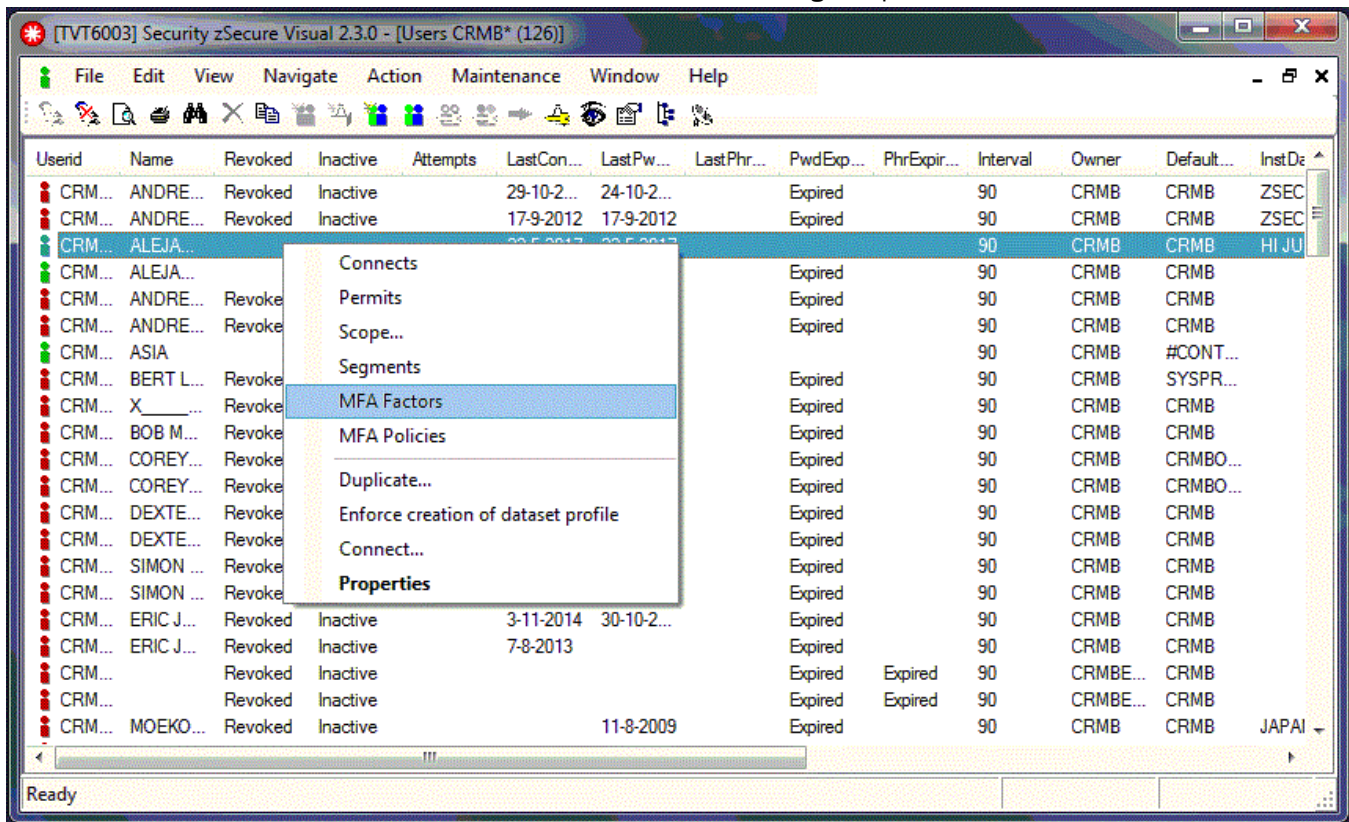 [TVT6003] Security zSecure Visual 2.3.0 - [Users CRMB* (126)]
File Edit View Navigate Action Maintenance Window Help
Userid Name Revoked Inactive Attempts LastCon... LastPw... LastPhr... PwdExp... PhrExpir... Interval Owner Default... InstDa
CRM... ANDRE... Revoked Inactive 29-10-2... 24-10-2... Expired 90 CRMB CRMB ZSEC
CRM... ANDRE... Revoked Inactive 17-9-2012 17-9-2012 Expired 90 CRMB CRMB ZSEC
CRM... ALEJA... 90 CRMB CRMB HI JU
Connects
CRM... ALEJA... Expired 90 CRMB CRMB
Permits
CRM... ANDRE... Revoke Expired 90 CRMB CRMB
Scope...
CRM... ANDRE... Revoke Expired 90 CRMB CRMB
CRM... ASIA 90 CRMB #CONT...
Segments
CRM... BERT L... Revoke Expired 90 CRMB SYSPR...
MFA Factors
CRM... X_____... Revoke Expired 90 CRMB CRMB
MFA Policies
CRM... BOB M... Revoke Expired 90 CRMB CRMB
CRM... COREY... Revoke Expired 90 CRMB CRMBO...
Duplicate...
CRM... COREY... Revoke Expired 90 CRMB CRMBO...
Enforce creation of dataset profile
CRM... DEXTE... Revoke Expired 90 CRMB CRMB
CRM... DEXTE... Revoke Expired 90 CRMB CRMB
Connect...
CRM... SIMON ... Revoke Expired 90 CRMB CRMB
Properties
CRM... SIMON ... Revoke Expired 90 CRMB CRMB
CRM... ERIC J... Revoked Inactive 3-11-2014 30-10-2... Expired 90 CRMB CRMB
CRM... ERIC J... Revoked Inactive 7-8-2013 Expired 90 CRMB CRMB
CRM... Revoked Inactive Expired Expired 90 CRMBE... CRMB
CRM... Revoked Inactive Expired Expired 90 CRMBE... CRMB
CRM... MOEKO... Revoked Inactive 11-8-2009 Expired 90 CRMB CRMB JAPAI
Ready